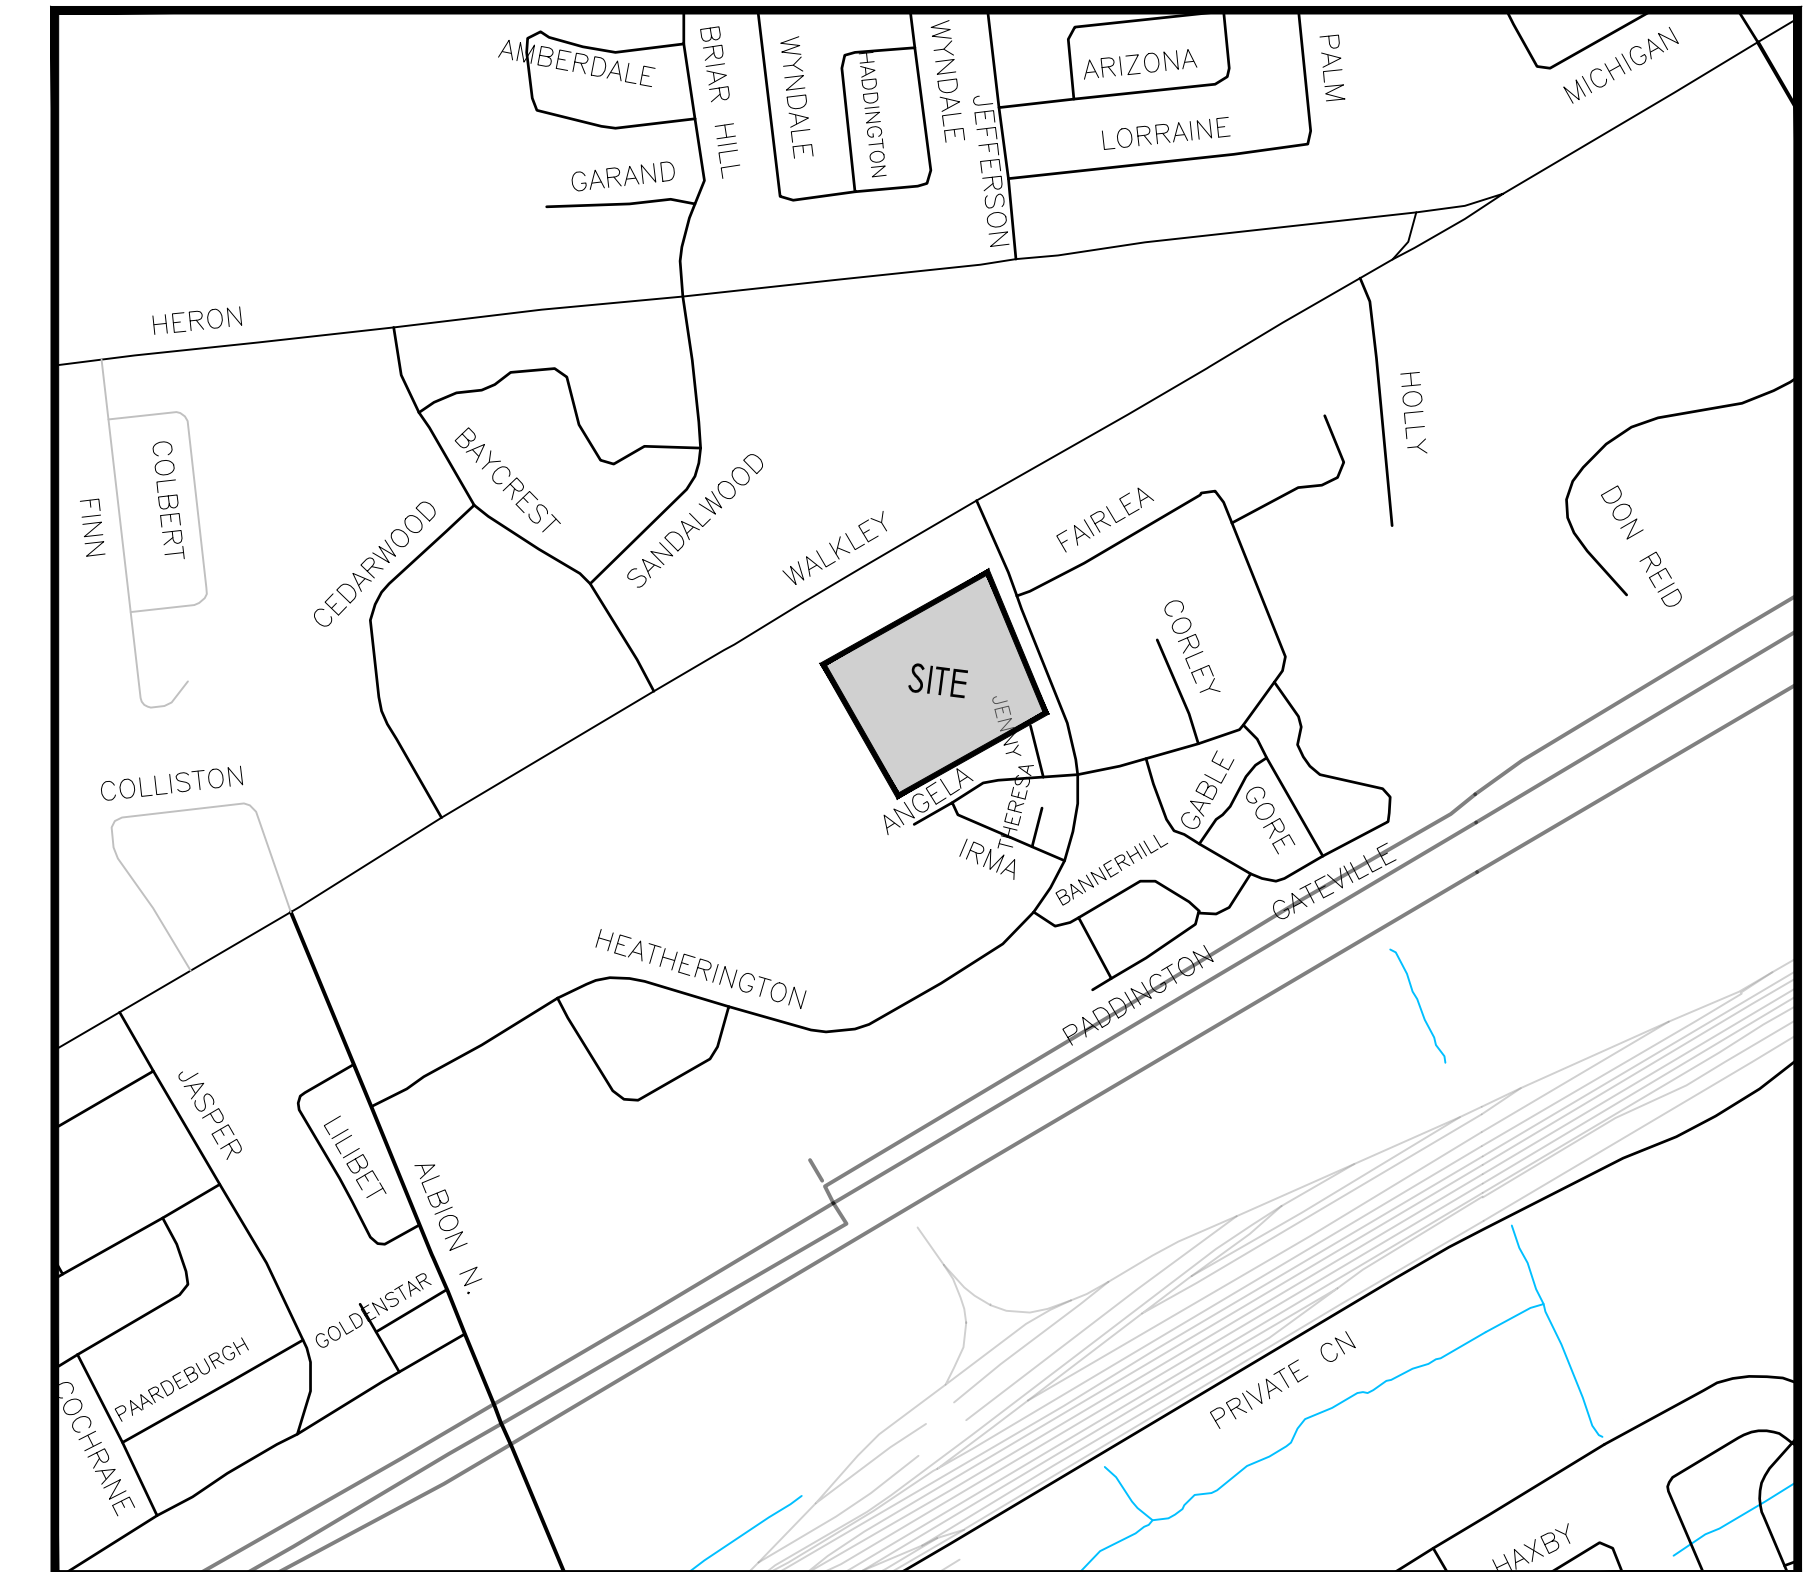 AMBERDALE
BRIAR HILL
WYNDALE
HADDINGTON
WYNDALE
JEFFERSON
ARIZONA
PALM
MICHIGAN
LORRAINE
GARAND
HERON
FINN
COLBERT
BAYCREST
CEDARWOOD
SANDALWOOD
WALKLEY
FAIRLEA
HOLLY
DON REID
CORLEY
SITE
JENNY
THERESA
ANGELA
IRMA
GABLE
GORE
BANNERHILL
GATEVILLE
PADDINGTON
COLLISTON
HEATHERINGTON
JASPER
LILIBET
ALBION N.
GOLDENSTAR
PAARDEBURGH
COCHRANE
PRIVATE CN
HAXBY